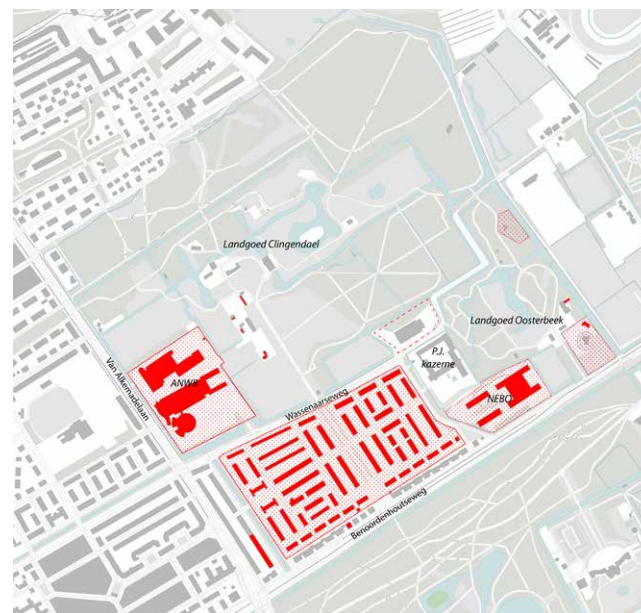 Landgoed Clingendael
Landgoed Oosterbeek
P.J.
kazerne
Van Alkemadelaan
ANWB
Wassenaarseweg
NEBO
Benoordenhoutseweg